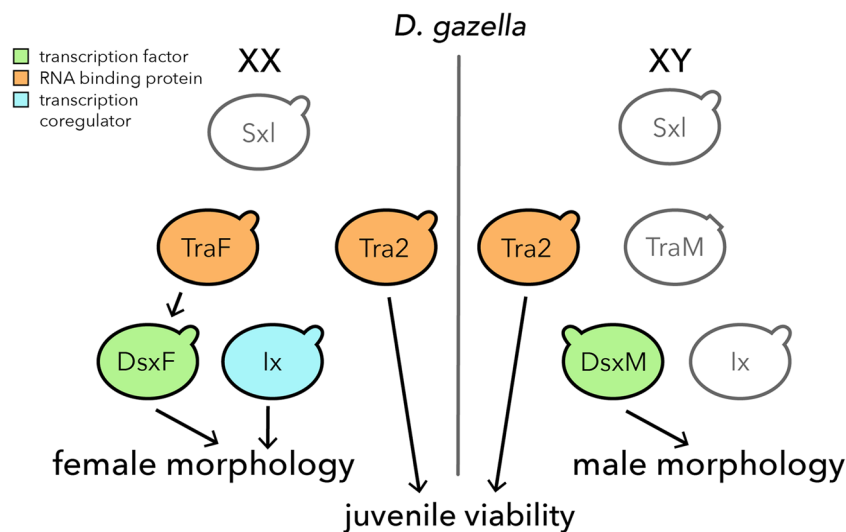 D. gazella
transcription factor
RNA binding protein
transcription
coregulator
XX
XY
Sxl
Sxl
TraF
Tra2
Tra2
TraM
DsxF
Ix
DsxM
Ix
female morphology
male morphology
juvenile viability